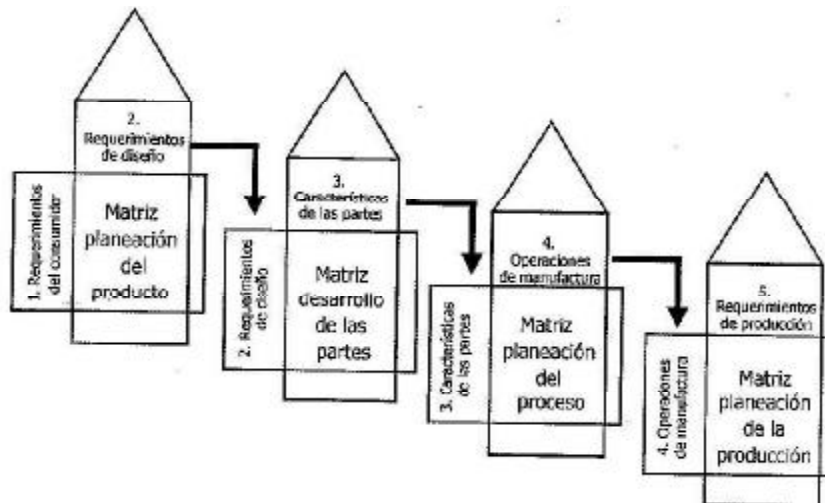 2.
Requerimientos
de diseño
1. Requerimientos
del consumidor
Matriz
planeación
del
producto
3.
Características
de las partes
2. Requerimientos
de diseño
Matriz
desarrollo
de las
partes
4.
Operaciones
de manufactura
3. Características
de las partes
Matriz
planeación
del
proceso
5.
Requerimientos
de producción
4. Operaciones
de manufactura
Matriz
planeación
de la
producción